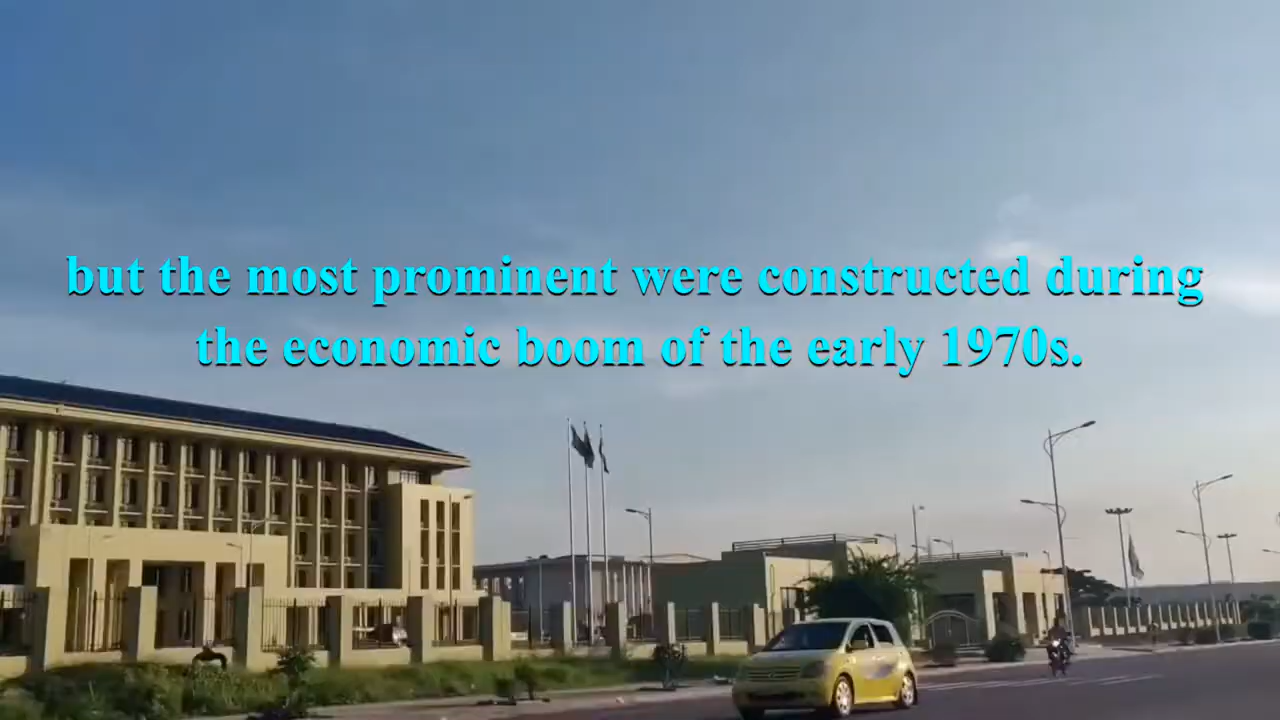 but the most prominent were constructed during
the economic boom of the early 1970s.